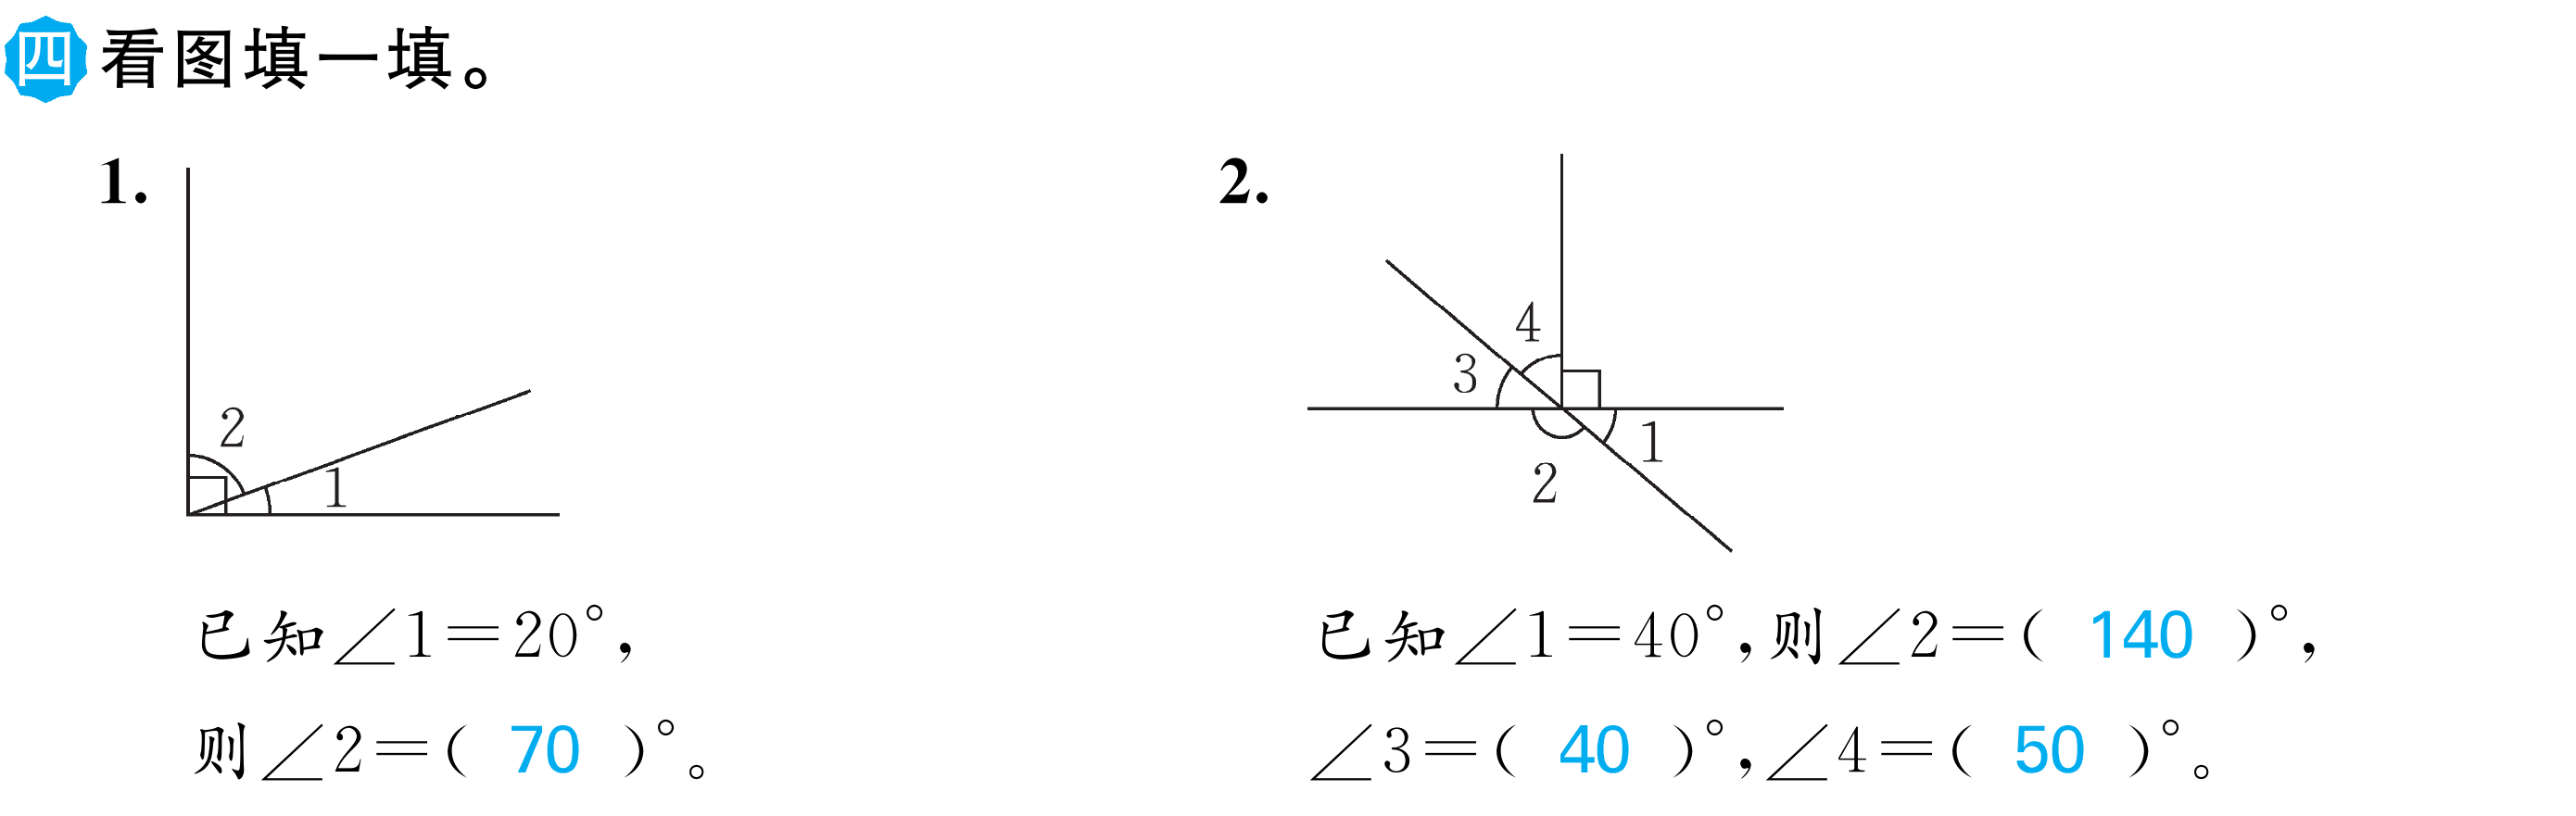 四 看图填一填。
1.
2
1
已知∠1=20°,
则∠2=( 70 )°。
2.
4
3
1
2
已知∠1=40°,则∠2=( 140 )°,
∠3=( 40 )°,∠4=( 50 )°。